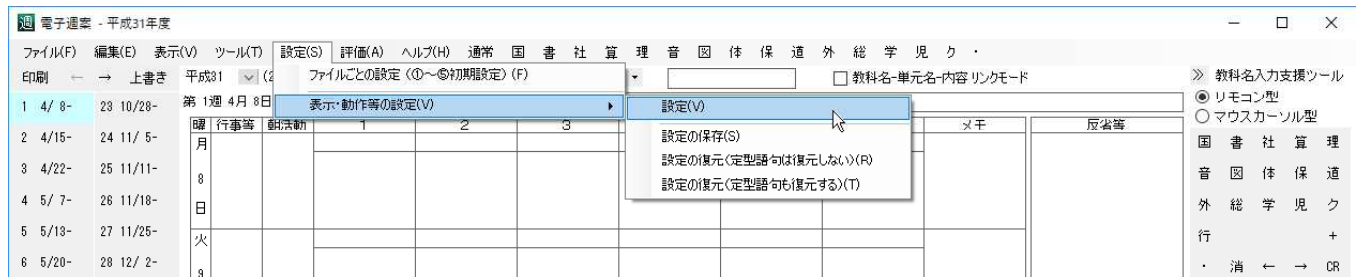 週 電子週案 - 平成31年度
ファイル(F) 編集(E) 表示(V) ツール(T) 設定(S) 評価(A) ヘルプ(H) 通常 国 書 社 算 理 音 図 体 保 道 外 総 学 児 ク ・
印刷 ← → 上書き 平成31 (2 教科名-単元名-内容 リンクモード 教科名入力支援ツール
ファイルごとの設定 (①～⑥初期設定) (F)
表示・動作等の設定(V)
設定(V)
設定の保存(S)
設定の復元(定型語句は復元しない)(R)
設定の復元(定型語句も復元する)(T)
1 4/ 8- 23 10/28-
2 4/15- 24 11/ 5-
3 4/22- 25 11/11-
4 5/ 7- 26 11/18-
5 5/13- 27 11/25-
6 5/20- 28 12/ 2-
第 1週 4月 8日
曜 行事等 朝活動 1 2 3 メモ 反省等
月
8
日
火
9
リモコン型
マウスカーソル型
国 書 社 算 理
音 図 体 保 道
外 総 学 児 ク
行 +
・ 消 ← → CR